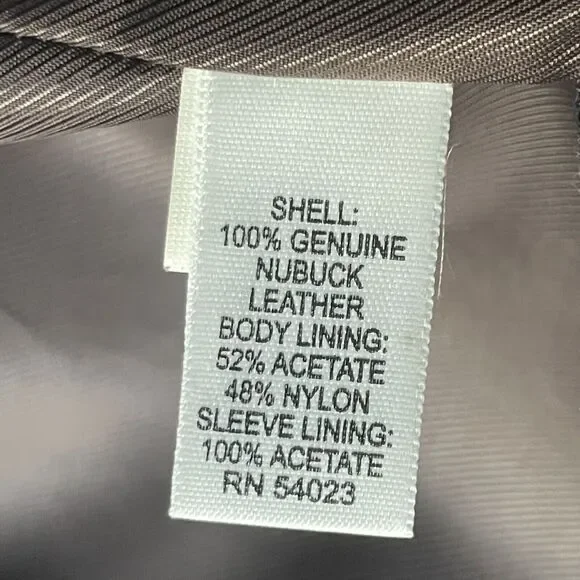 SHELL:
100% GENUINE
NUBUCK
LEATHER
BODY LINING:
52% ACETATE
48% NYLON
SLEEVE LINING:
100% ACETATE
RN 54023